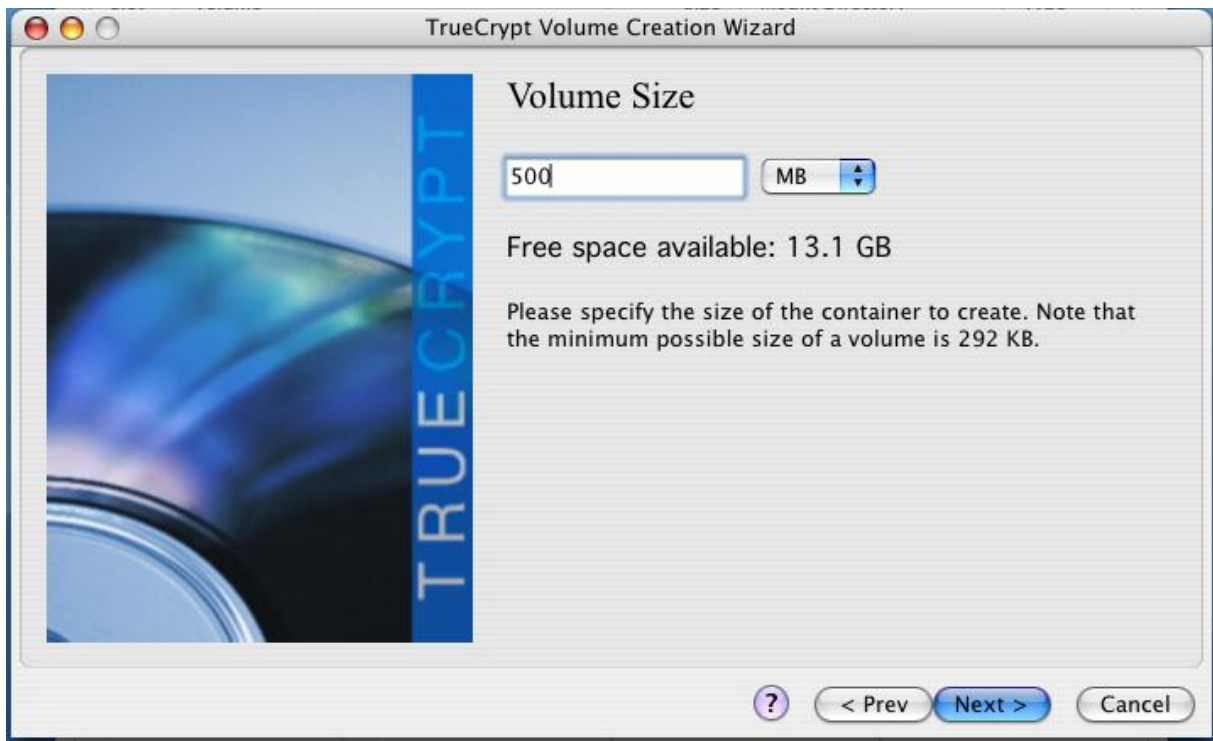 TrueCrypt Volume Creation Wizard
TRUECRYPT
Volume Size
500 MB
Free space available: 13.1 GB
Please specify the size of the container to create. Note that
the minimum possible size of a volume is 292 KB.
? < Prev Next > Cancel